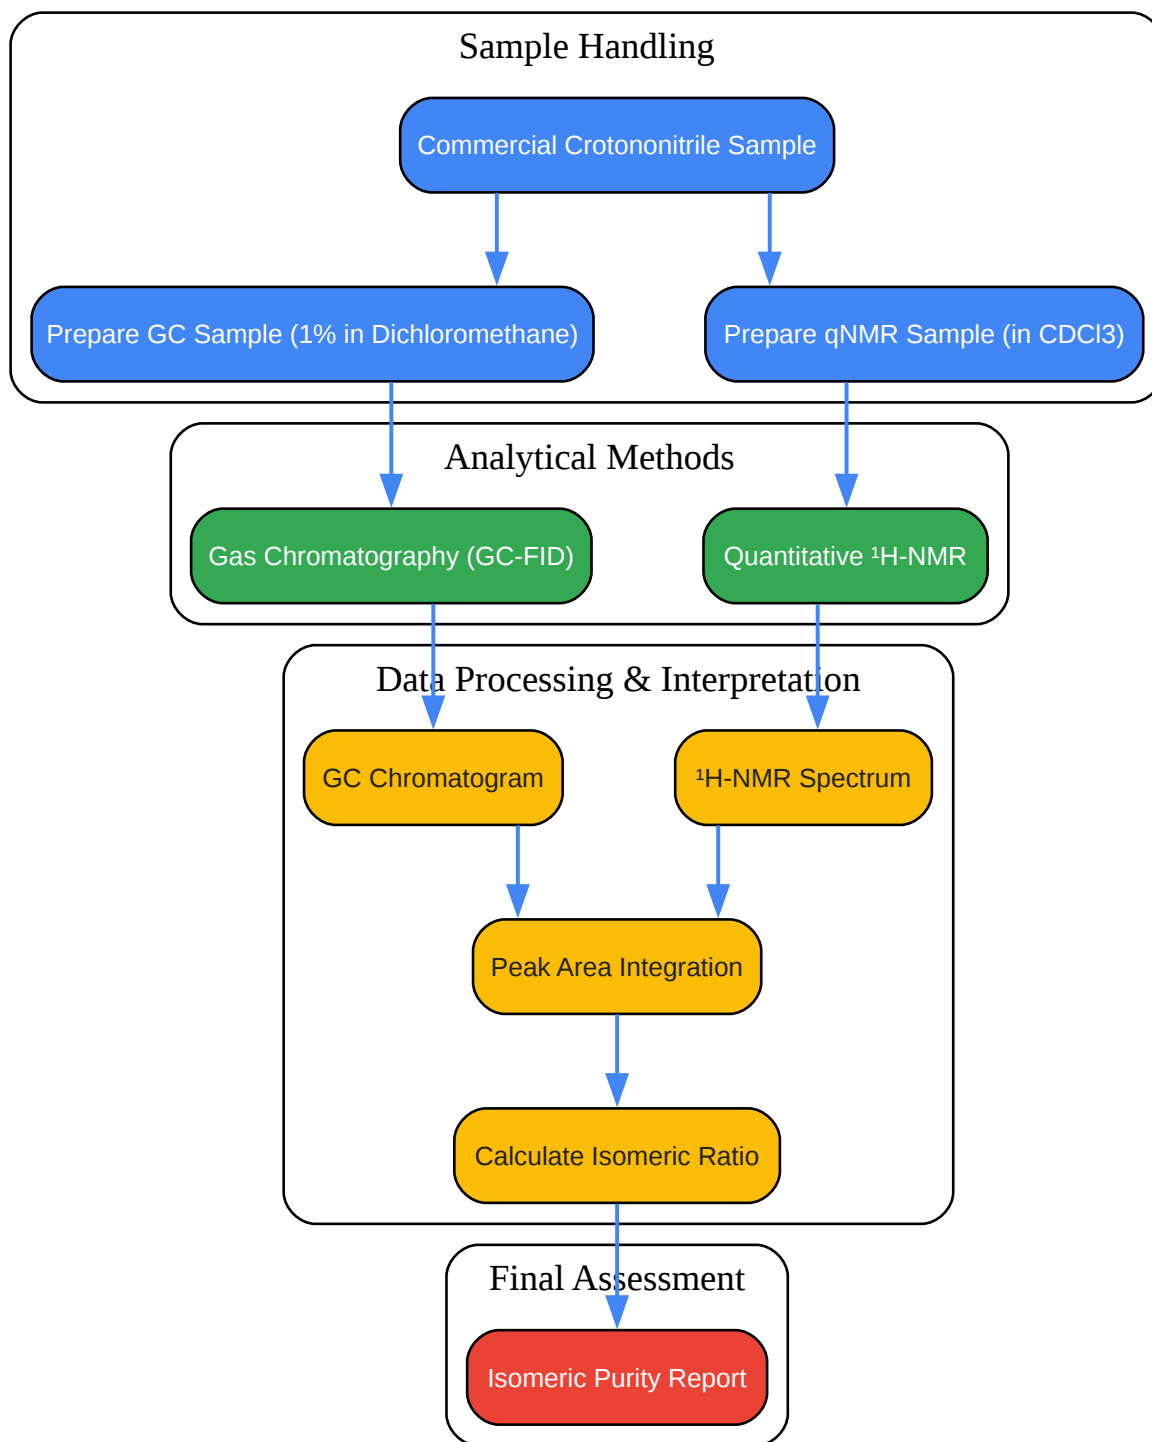 Sample Handling
Commercial Crotononitrile Sample
Prepare GC Sample (1% in Dichloromethane)
Prepare qNMR Sample (in CDCl3)
Analytical Methods
Gas Chromatography (GC-FID)
Quantitative ¹H-NMR
Data Processing & Interpretation
GC Chromatogram
¹H-NMR Spectrum
Peak Area Integration
Calculate Isomeric Ratio
Final Assessment
Isomeric Purity Report